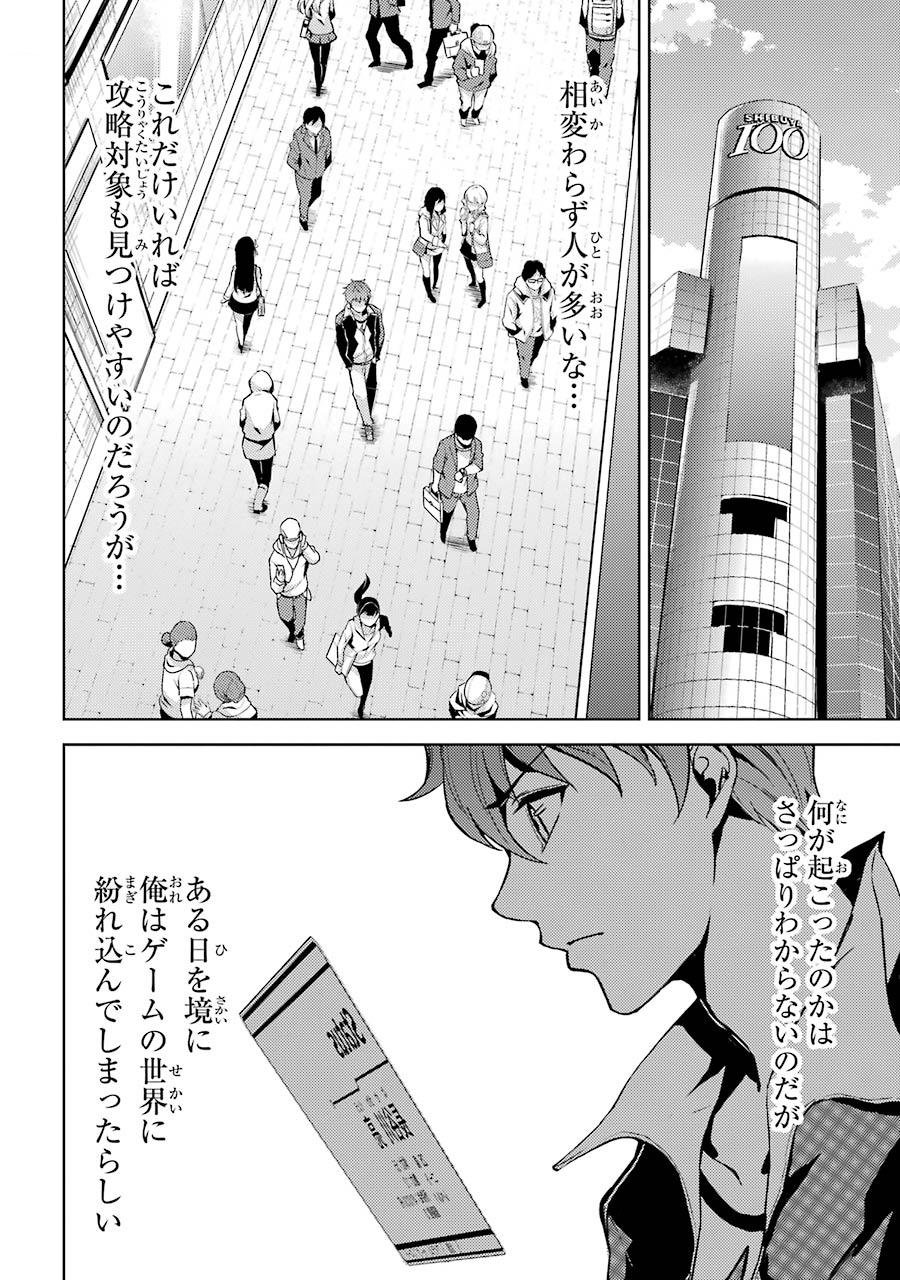 SHIBUYA
100
相変わらず人が多いな…
これだけいれば
攻略対象も見つけやすいのだろうが…
何が起こったのかは
さっぱりわからないのだが
Status
ある日を境に
俺はゲームの世界に
紛れ込んでしまったらしい